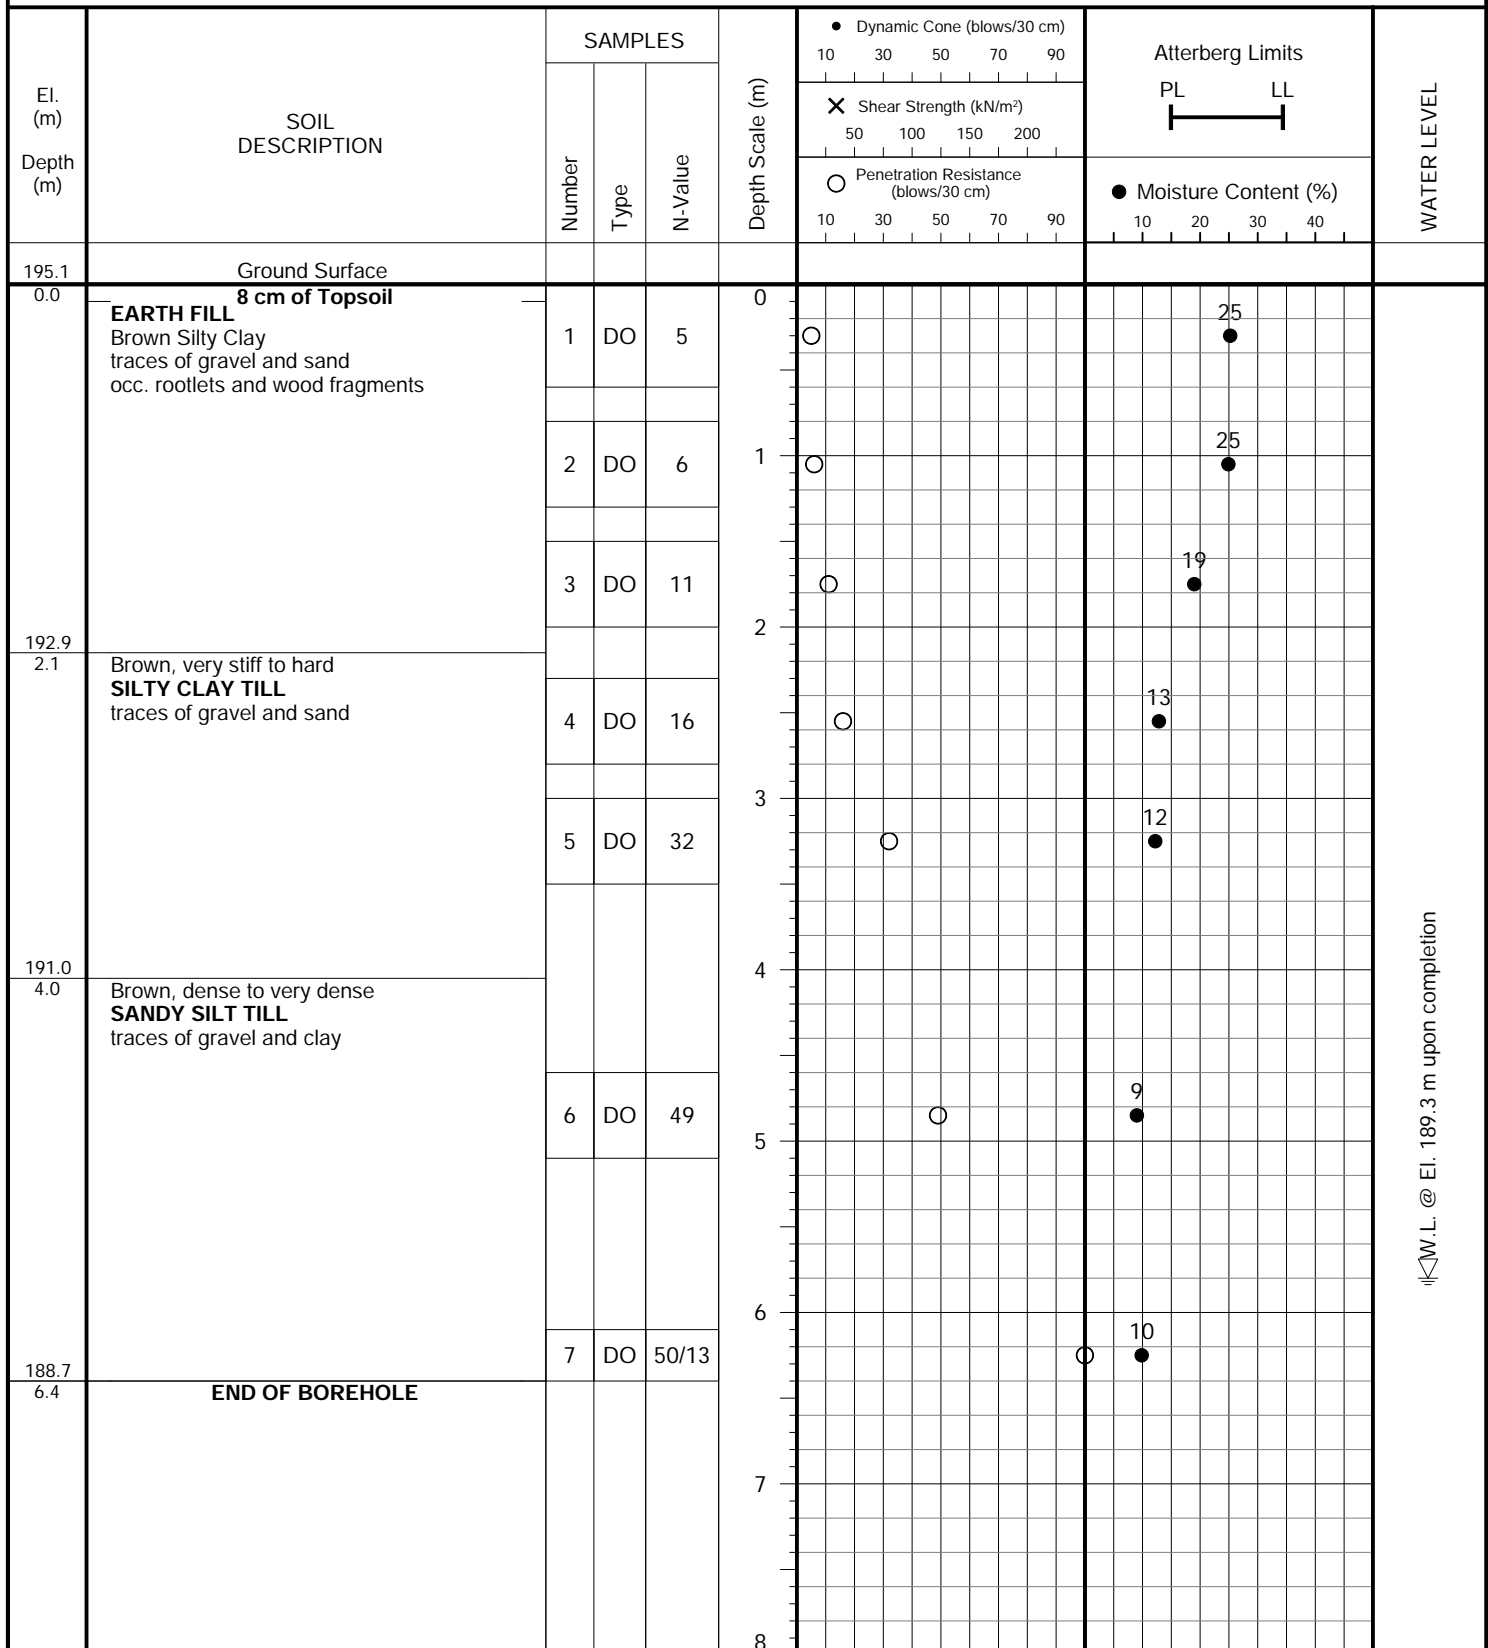 El.
(m)
Depth
(m)
SOIL
DESCRIPTION
SAMPLES
Number
Type
N-Value
Depth Scale (m)
Dynamic Cone (blows/30 cm)
10 30 50 70 90
Shear Strength (kN/m²)
50 100 150 200
Penetration Resistance
(blows/30 cm)
10 30 50 70 90
Atterberg Limits
PL LL
Moisture Content (%)
10 20 30 40
WATER LEVEL
195.1 Ground Surface
0.0 8 cm of Topsoil 0
EARTH FILL
Brown Silty Clay
traces of gravel and sand
occ. rootlets and wood fragments
1 DO 5 25
2 DO 6 1 25
3 DO 11 19
2
192.9
2.1 Brown, very stiff to hard
SILTY CLAY TILL
traces of gravel and sand
4 DO 16 13
3
5 DO 32 12
191.0 4
4.0 Brown, dense to very dense
SANDY SILT TILL
traces of gravel and clay
6 DO 49 9
5
W.L. @ El. 189.3 m upon completion
6
7 DO 50/13 10
188.7
6.4 END OF BOREHOLE
7
8